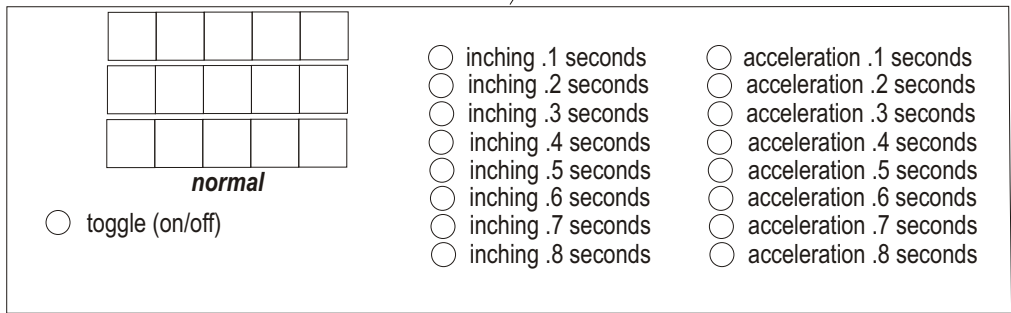 normal
toggle (on/off)
inching .1 seconds
inching .2 seconds
inching .3 seconds
inching .4 seconds
inching .5 seconds
inching .6 seconds
inching .7 seconds
inching .8 seconds
acceleration .1 seconds
acceleration .2 seconds
acceleration .3 seconds
acceleration .4 seconds
acceleration .5 seconds
acceleration .6 seconds
acceleration .7 seconds
acceleration .8 seconds